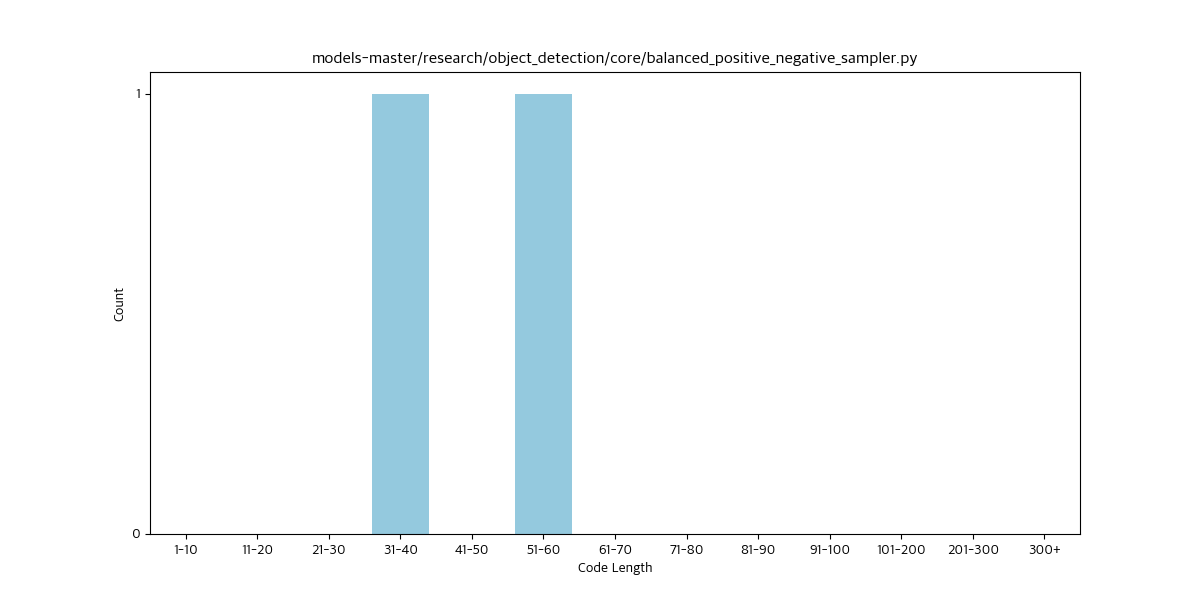 models-master/research/object_detection/core/balanced_positive_negative_sampler.py
1
0
Count
1-10 11-20 21-30 31-40 41-50 51-60 61-70 71-80 81-90 91-100 101-200 201-300 300+
Code Length